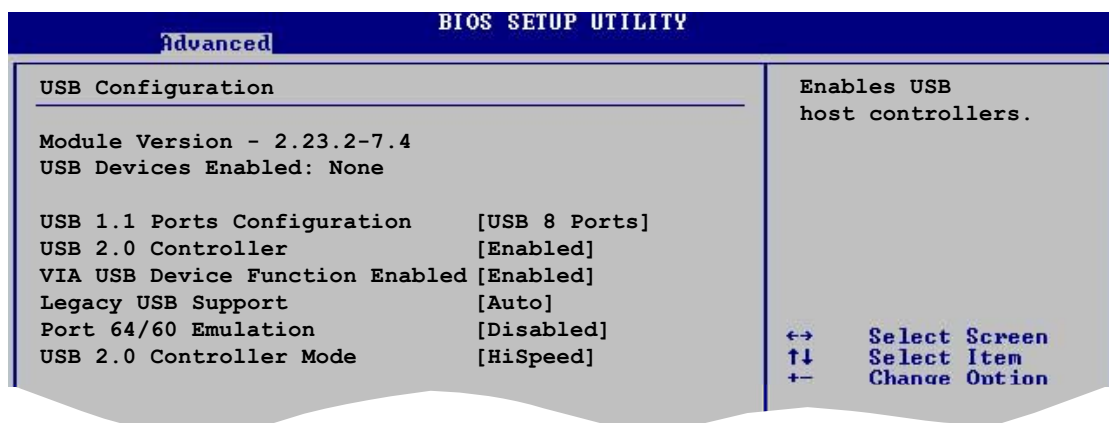 BIOS SETUP UTILITY
Advanced
USB Configuration
Module Version - 2.23.2-7.4
USB Devices Enabled: None
USB 1.1 Ports Configuration [USB 8 Ports]
USB 2.0 Controller [Enabled]
VIA USB Device Function Enabled [Enabled]
Legacy USB Support [Auto]
Port 64/60 Emulation [Disabled]
USB 2.0 Controller Mode [HiSpeed]
Enables USB
host controllers.
←→ Select Screen
↑↓ Select Item
+- Change Option